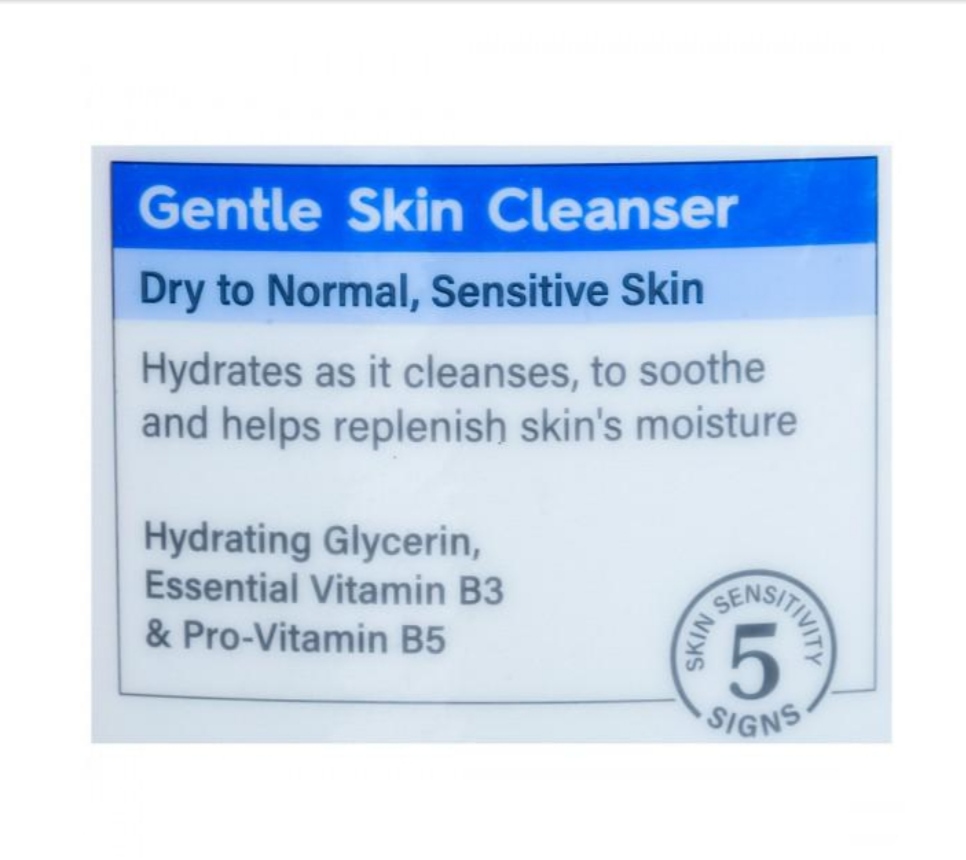 Gentle Skin Cleanser
Dry to Normal, Sensitive Skin
Hydrates as it cleanses, to soothe
and helps replenish skin's moisture
Hydrating Glycerin,
Essential Vitamin B3
& Pro-Vitamin B5
SKIN SENSITIVITY
5
SIGNS